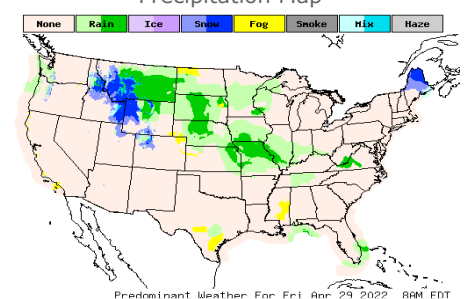 Precipitation Map
None Rain Ice Snow Fog Smoke Mix Haze
Predominant Weather For Fri Apr 29 2022 8AM EDT